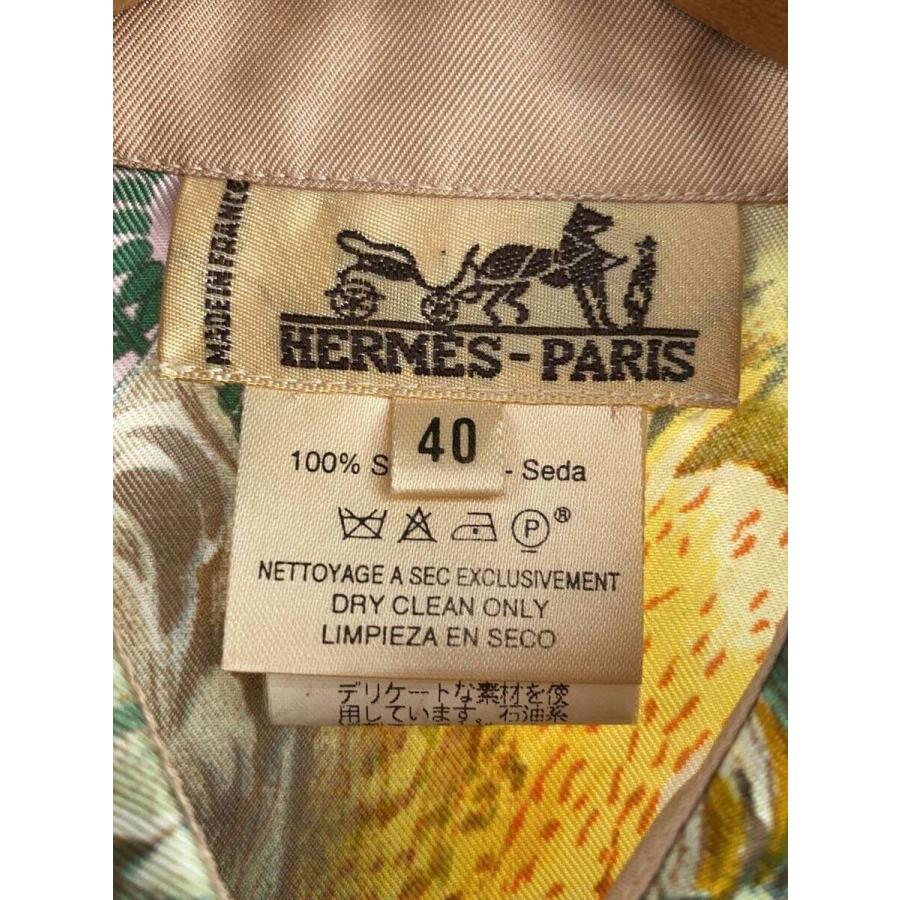 MADE IN FRANCE
HERMÈS-PARIS
40
100% S - Seda
P®
NETTOYAGE A SEC EXCLUSIVEMENT
DRY CLEAN ONLY
LIMPIEZA EN SECO
デリケートな素材を使
用しています。石油系